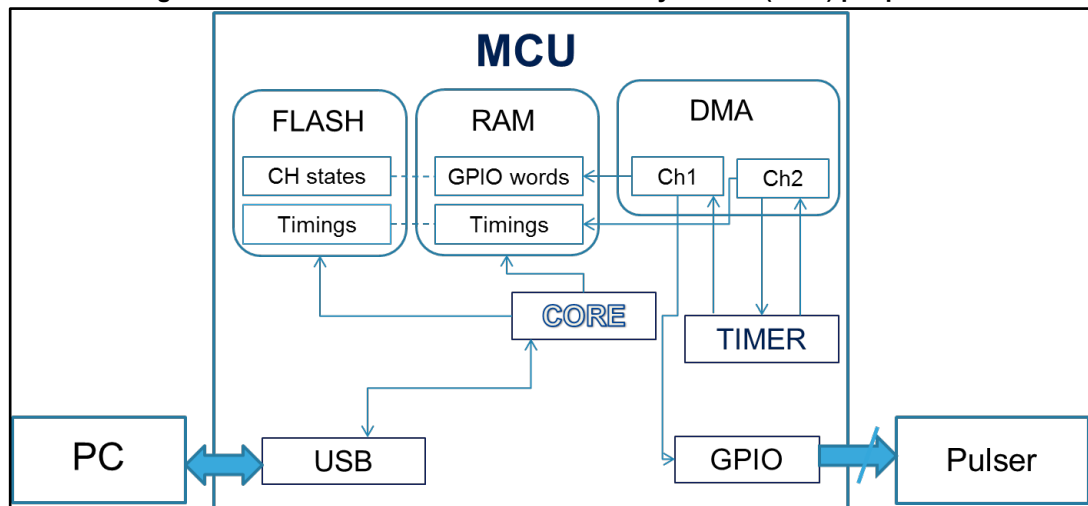 MCU
FLASH
RAM
DMA
CH states
GPIO words
Ch1
Ch2
Timings
Timings
CORE
TIMER
PC
USB
GPIO
Pulser